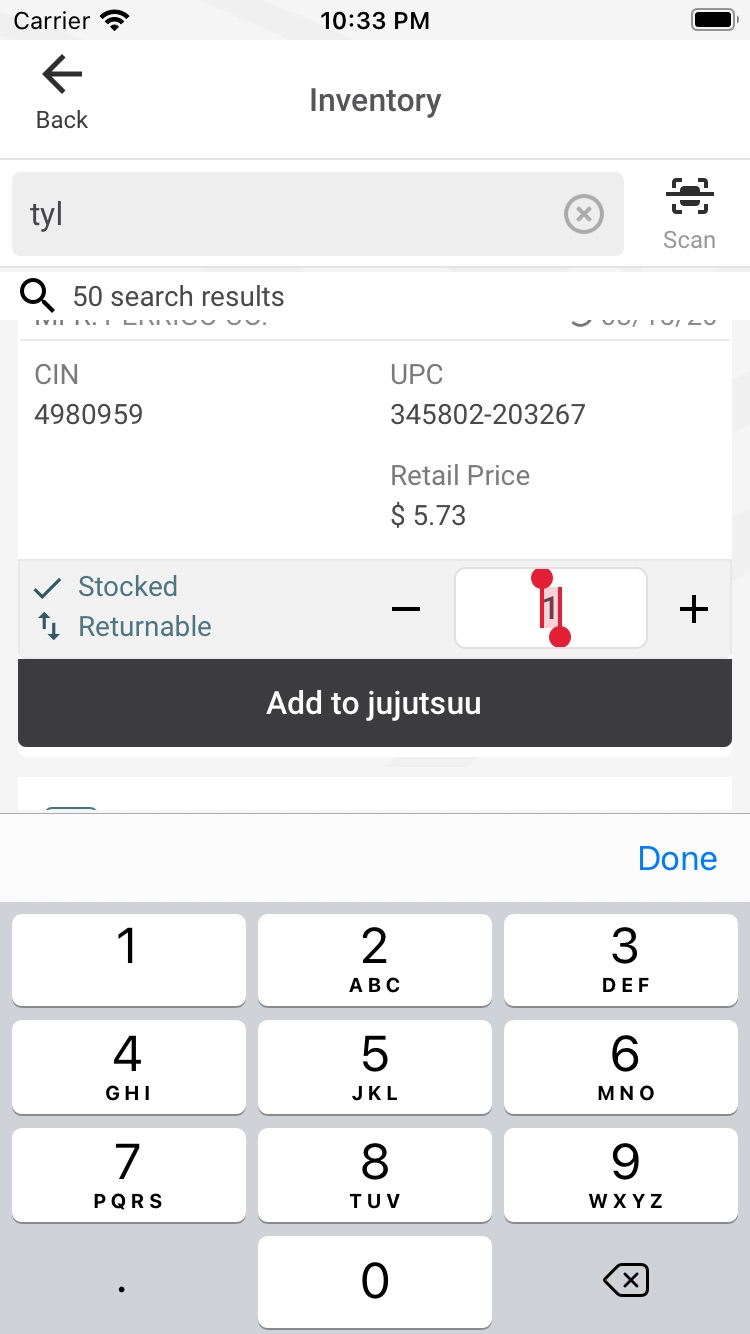 Carrier 10:33 PM
Back
Inventory
tyl
Scan
50 search results
CIN
4980959
UPC
345802-203267
Retail Price
$ 5.73
Stocked
Returnable
1
Add to jujutsuu
Done
1
2
ABC
3
DEF
4
GHI
5
JKL
6
MNO
7
PQRS
8
TUV
9
WXYZ
.
0